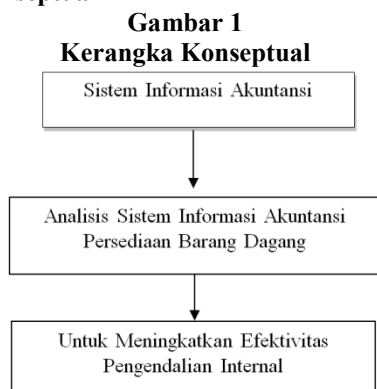 Gambar 1
Kerangka Konseptual
Sistem Informasi Akuntansi
Analisis Sistem Informasi Akuntansi
Persediaan Barang Dagang
Untuk Meningkatkan Efektivitas
Pengendalian Internal